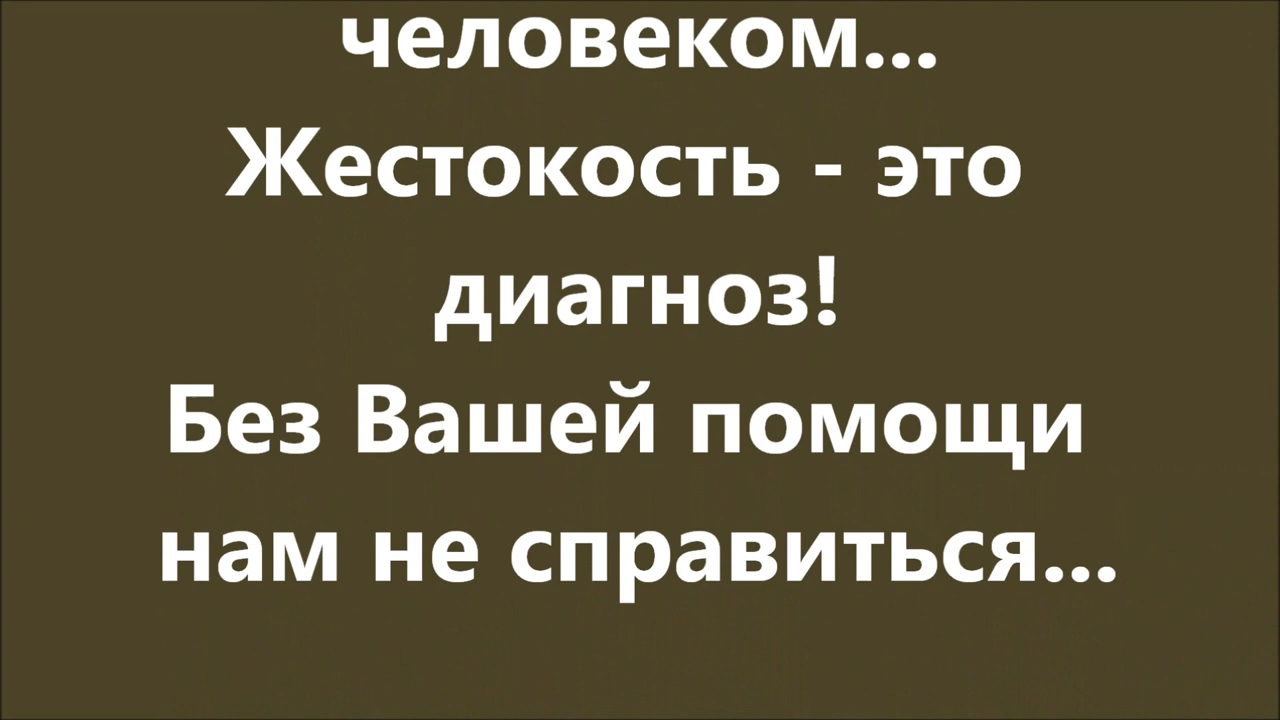 человеком...
Жестокость - это
диагноз!
Без Вашей помощи
нам не справиться...